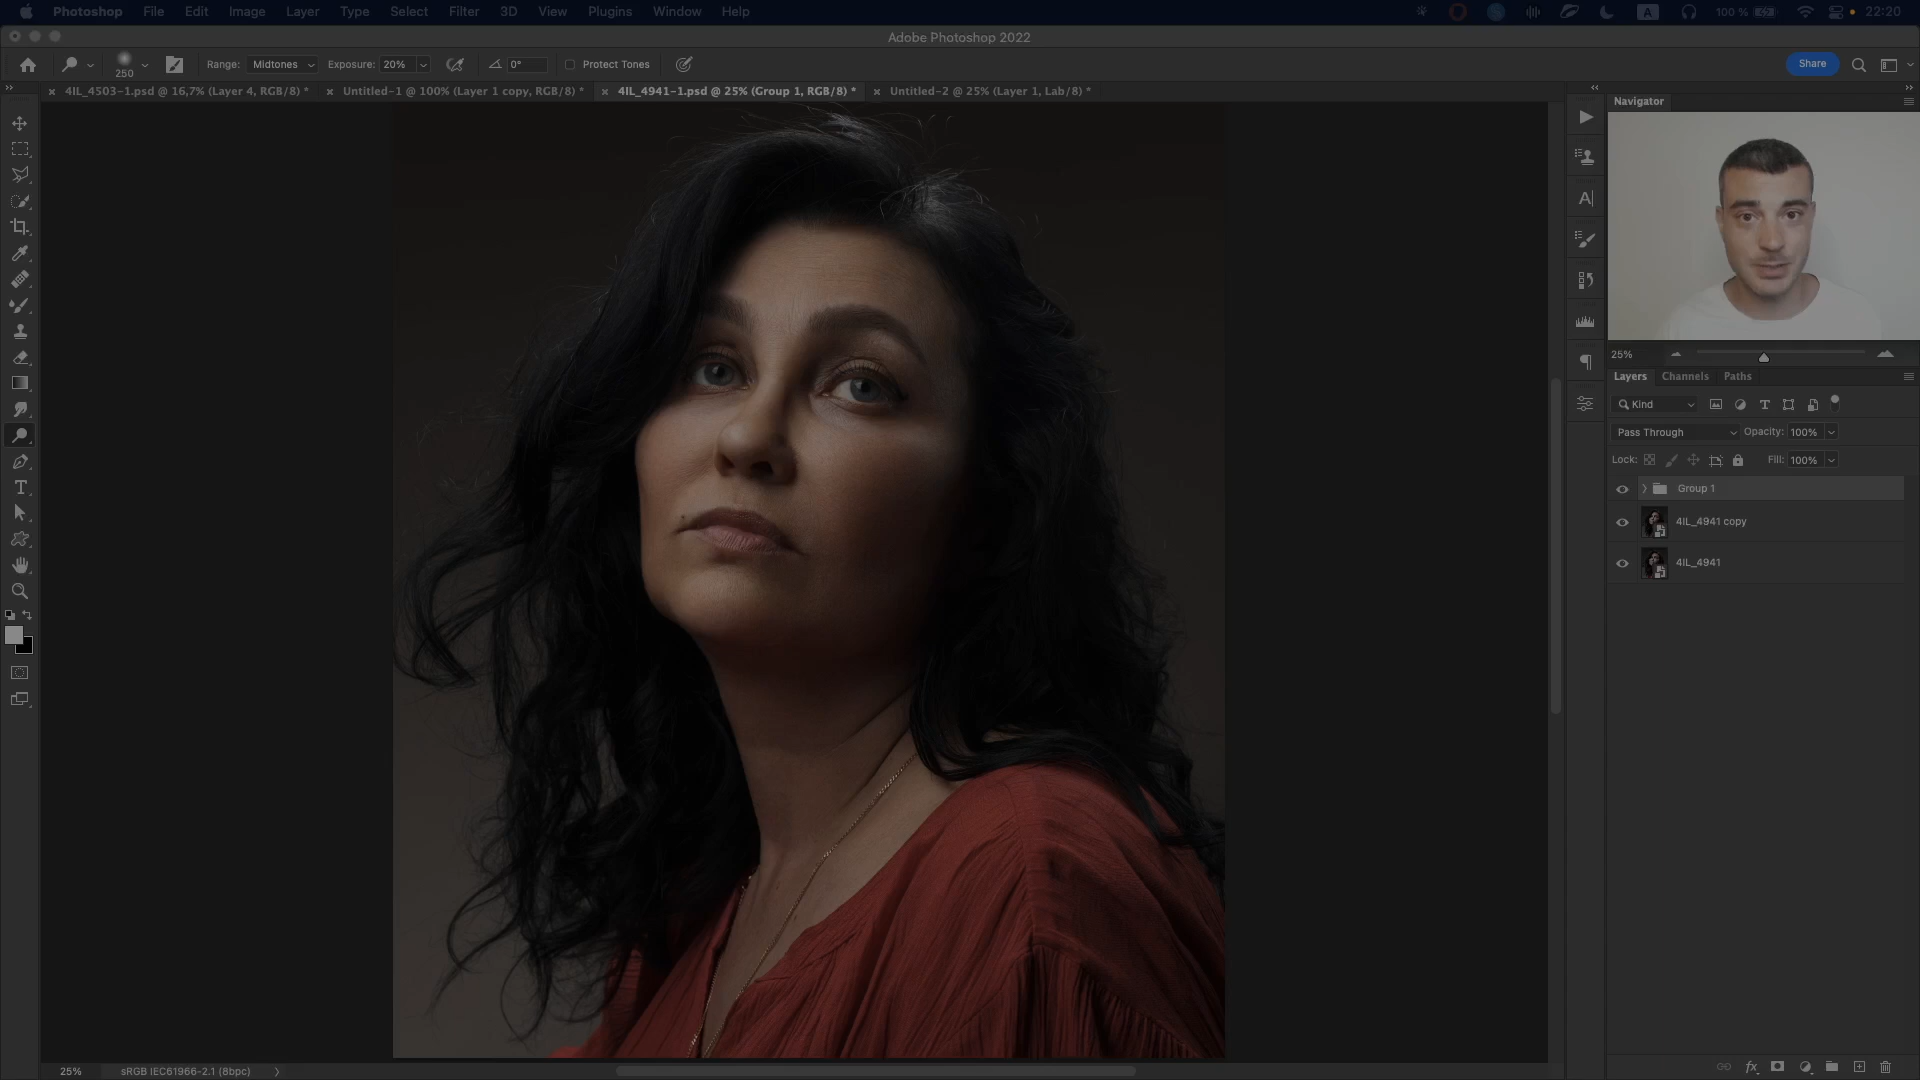 Photoshop File Edit Image Layer Type Select Filter 3D View Plugins Window Help A 100 % 22:20
Adobe Photoshop 2022
250 Range: Midtones Exposure: 20% 0° Protect Tones Share
4IL_4503-1.psd @ 16,7% (Layer 4, RGB/8) * Untitled-1 @ 100% (Layer 1 copy, RGB/8) * 4IL_4941-1.psd @ 25% (Group 1, RGB/8) * Untitled-2 @ 25% (Layer 1, Lab/8) *
Navigator
25%
Layers Channels Paths
Kind
Pass Through Opacity: 100%
Lock: Fill: 100%
Group 1
4IL_4941 copy
4IL_4941
25% sRGB IEC61966-2.1 (8bpc)